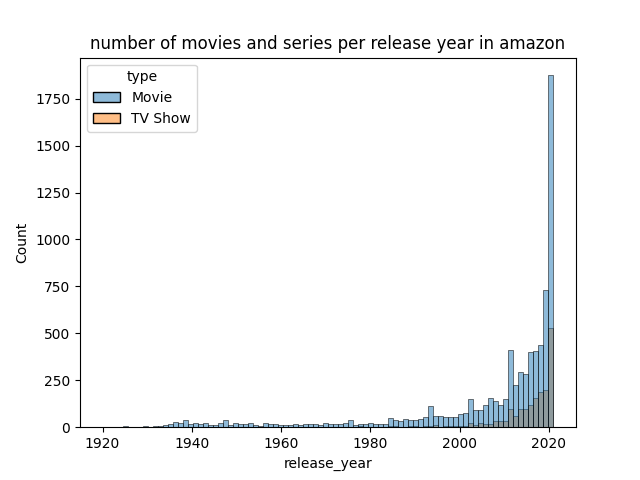 number of movies and series per release year in amazon
type
Movie
TV Show
1750
1500
1250
1000
750
500
250
0
Count
1920 1940 1960 1980 2000 2020
release_year